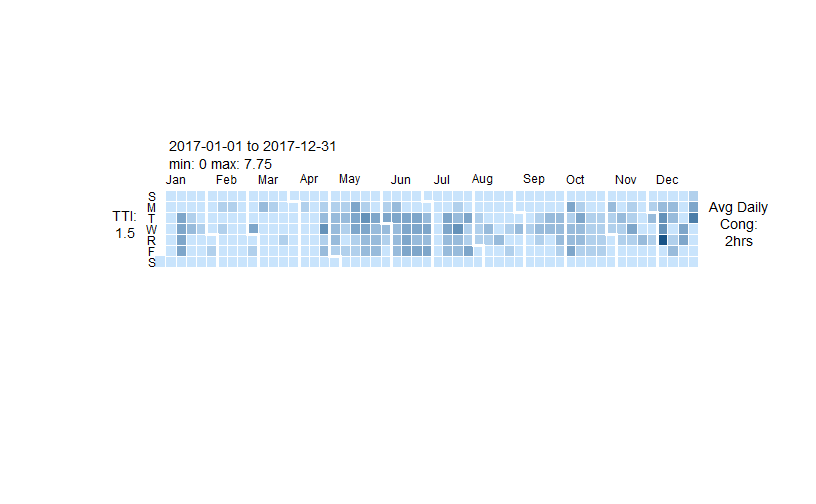 2017-01-01 to 2017-12-31
min: 0 max: 7.75
Jan Feb Mar Apr May Jun Jul Aug Sep Oct Nov Dec
S
M
T
W
R
F
S
TTI:
1.5
Avg Daily
Cong:
2hrs